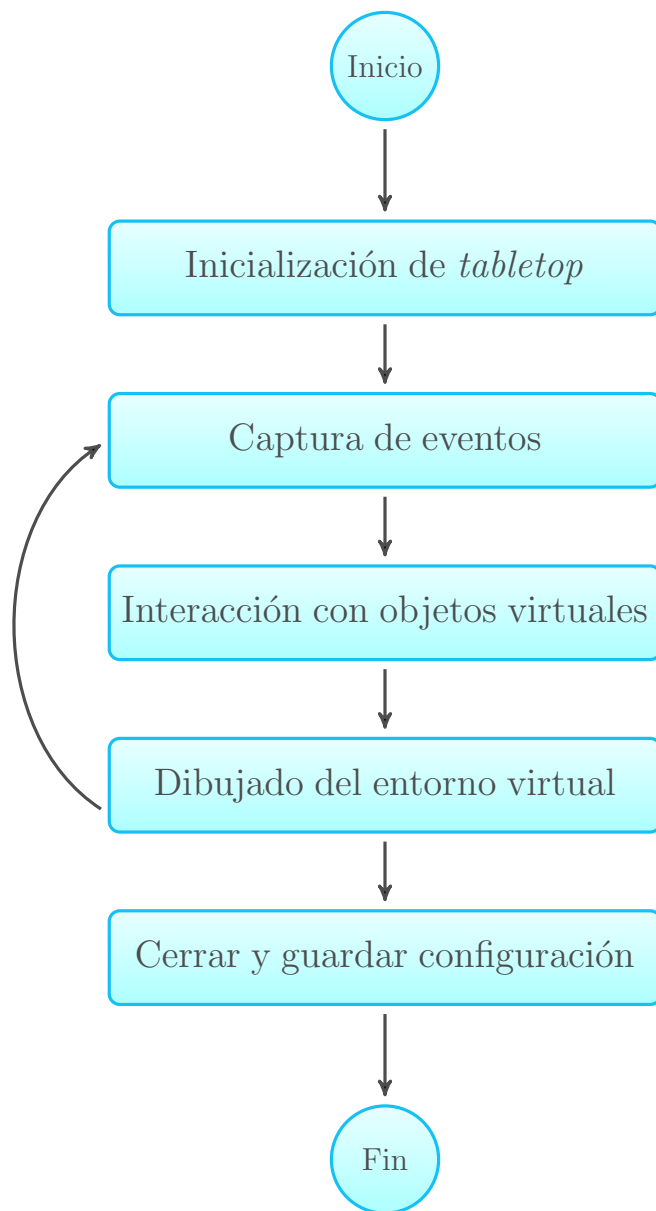 Inicio
Inicialización de tabletop
Captura de eventos
Interacción con objetos virtuales
Dibujado del entorno virtual
Cerrar y guardar configuración
Fin